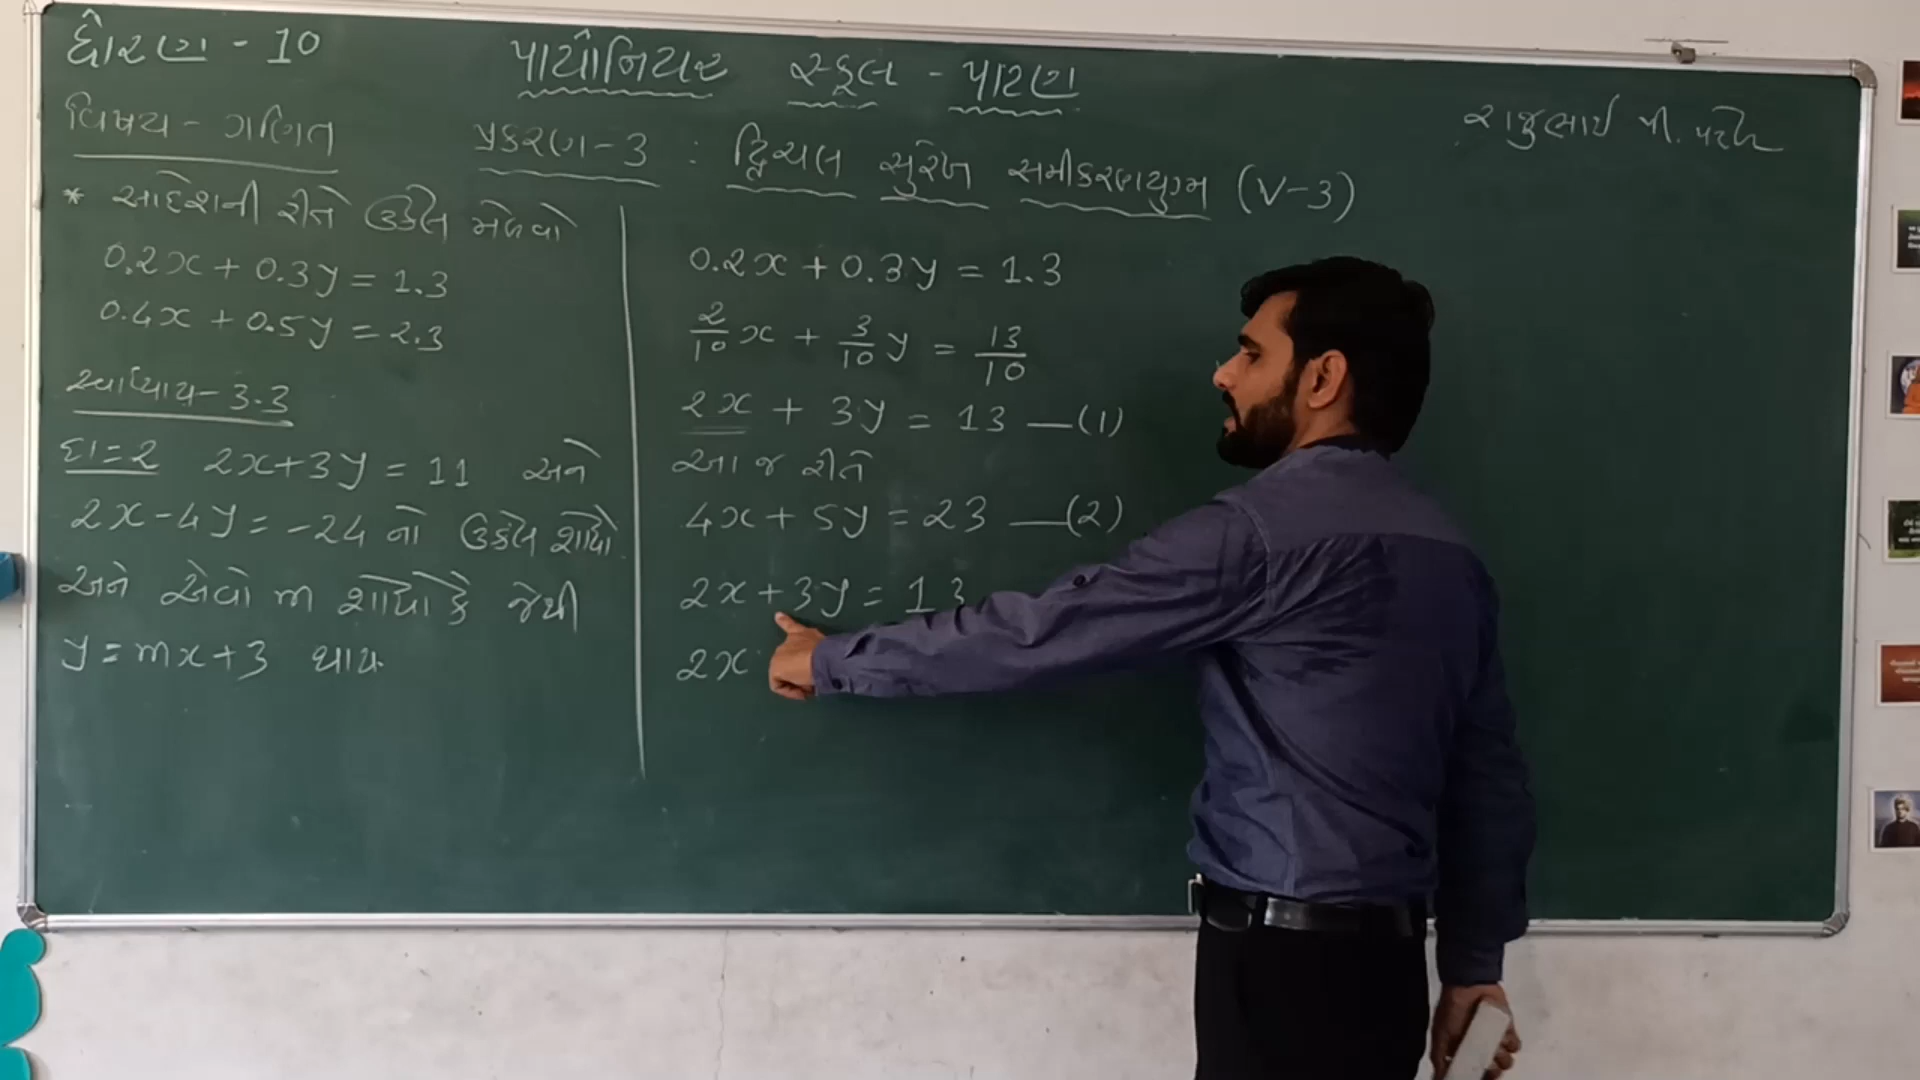 ધોરણ - 10
પાયોનિયર સ્કૂલ - પાટણ
રાજુભાઈ પી. પટેલ
વિષય - ગણિત
પ્રકરણ-3 : દ્વિચલ સુરેખ સમીકરણયુગ્મ (V-3)
* આદેશની રીતે ઉકેલ મેળવો
0.2x + 0.3y = 1.3
0.4x + 0.5y = 2.3
સ્વાધ્યાય - 3.3
દા=2 2x+3y = 11 અને
2x-4y = -24 નો ઉકેલ શોધો
અને એવો m શોધો કે જેથી
y = mx+3 થાય
0.2x + 0.3y = 1.3
2/10 x + 3/10 y = 13/10
2x + 3y = 13 —(1)
આ જ રીતે
4x + 5y = 23 —(2)
2x + 3y = 13
2x